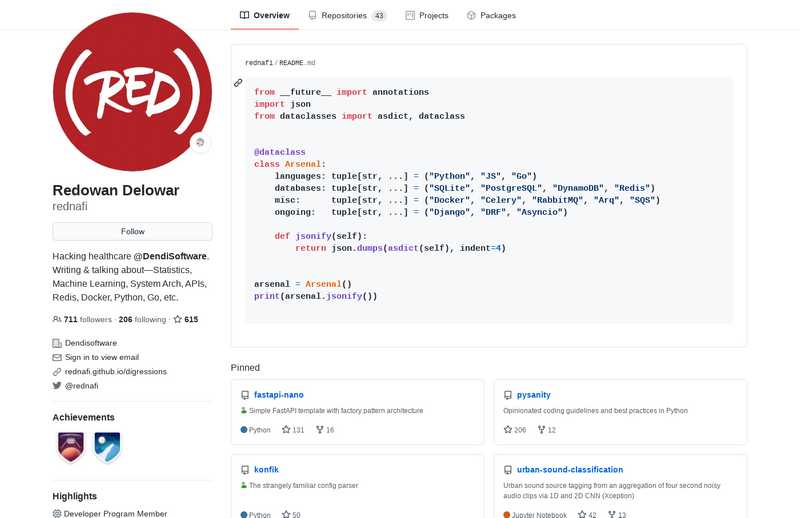 Overview
Repositories 43
Projects
Packages
(RED)
Redowan Delowar
rednafi
Follow
Hacking healthcare @DendiSoftware.
Writing & talking about—Statistics,
Machine Learning, System Arch, APIs,
Redis, Docker, Python, Go, etc.
711 followers · 206 following · 615
Dendisoftware
Sign in to view email
rednafi.github.io/digressions
@rednafi
Achievements
Highlights
Developer Program Member
rednafi / README.md
from __future__ import annotations
import json
from dataclasses import asdict, dataclass
@dataclass
class Arsenal:
    languages: tuple[str, ...] = ("Python", "JS", "Go")
    databases: tuple[str, ...] = ("SQLite", "PostgreSQL", "DynamoDB", "Redis")
    misc:      tuple[str, ...] = ("Docker", "Celery", "RabbitMQ", "Arq", "SQS")
    ongoing:   tuple[str, ...] = ("Django", "DRF", "Asyncio")
    def jsonify(self):
        return json.dumps(asdict(self), indent=4)
arsenal = Arsenal()
print(arsenal.jsonify())
Pinned
fastapi-nano
Simple FastAPI template with factory pattern architecture
Python 131 16
pysanity
Opinionated coding guidelines and best practices in Python
206 12
konfik
The strangely familiar config parser
Python 50
urban-sound-classification
Urban sound source tagging from an aggregation of four second noisy
audio clips via 1D and 2D CNN (Xception)
Jupyter Notebook 42 13